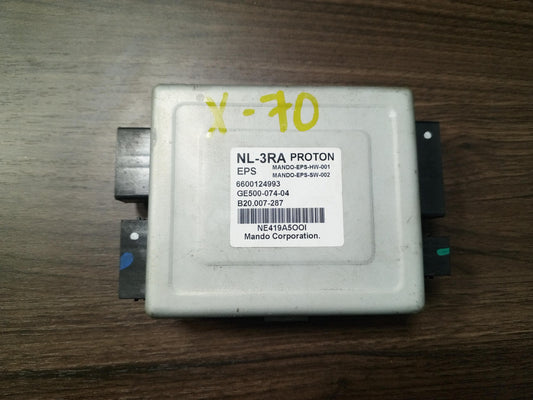 X-70
NL-3RA PROTON
EPS MANDO-EPS-HW-001
MANDO-EPS-SW-002
6600124993
GE500-074-04
B20,007-287
NE419A5OOI
Mando Corporation.